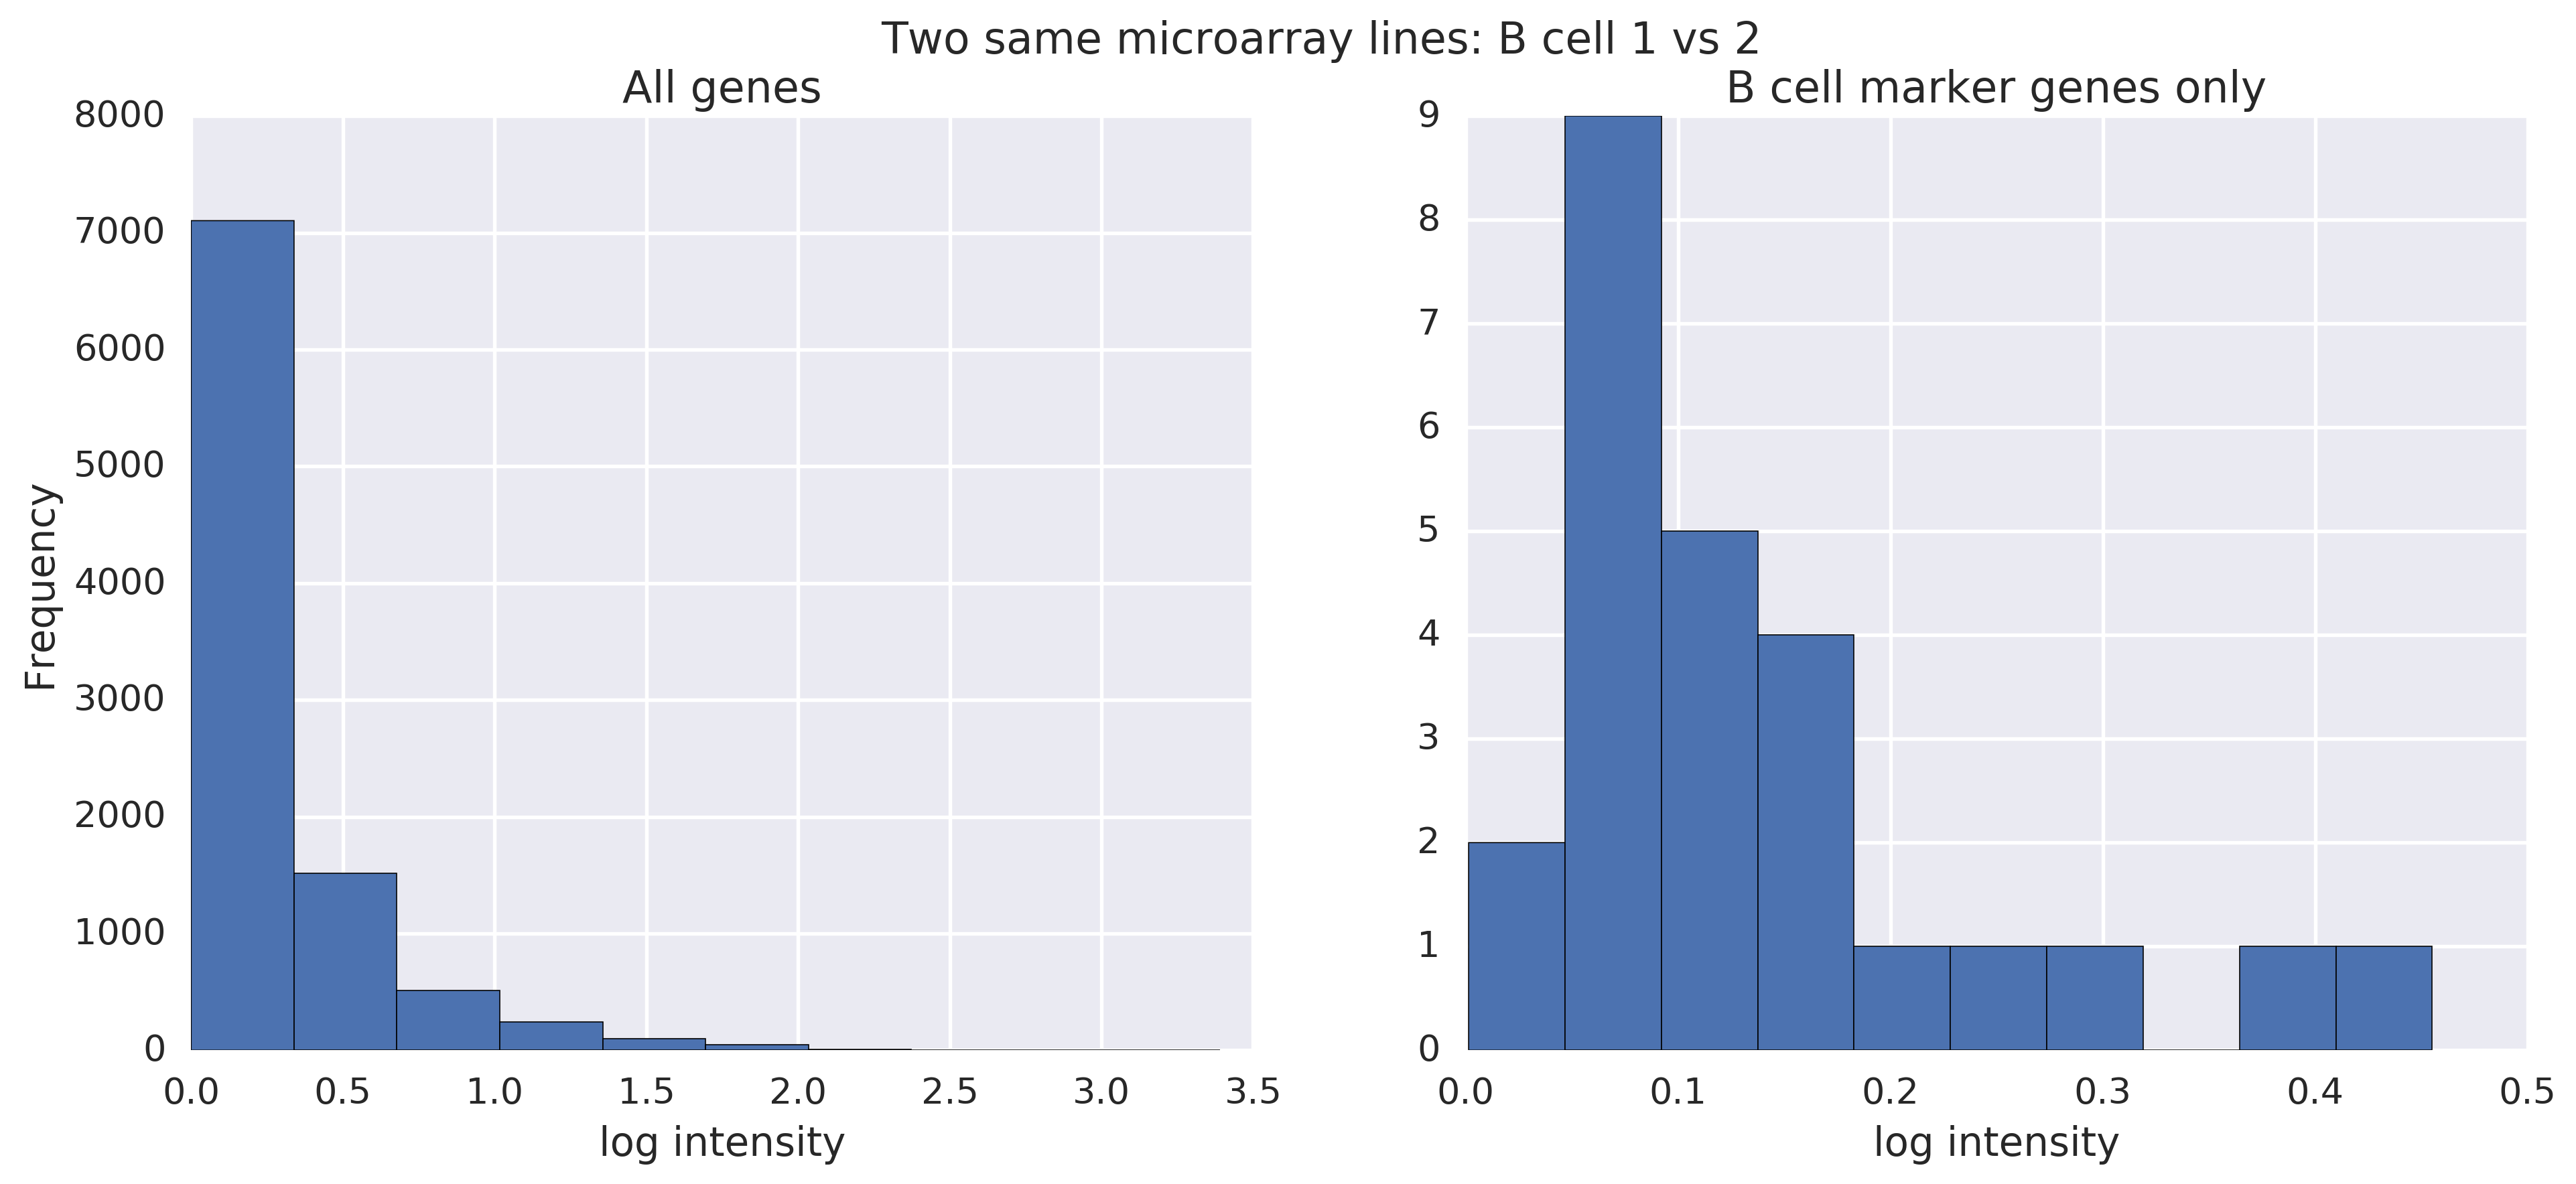 Two same microarray lines: B cell 1 vs 2
All genes
8000
7000
6000
5000
4000
3000
2000
1000
0
Frequency
0.0 0.5 1.0 1.5 2.0 2.5 3.0 3.5
log intensity
B cell marker genes only
9
8
7
6
5
4
3
2
1
0
0.0 0.1 0.2 0.3 0.4 0.5
log intensity